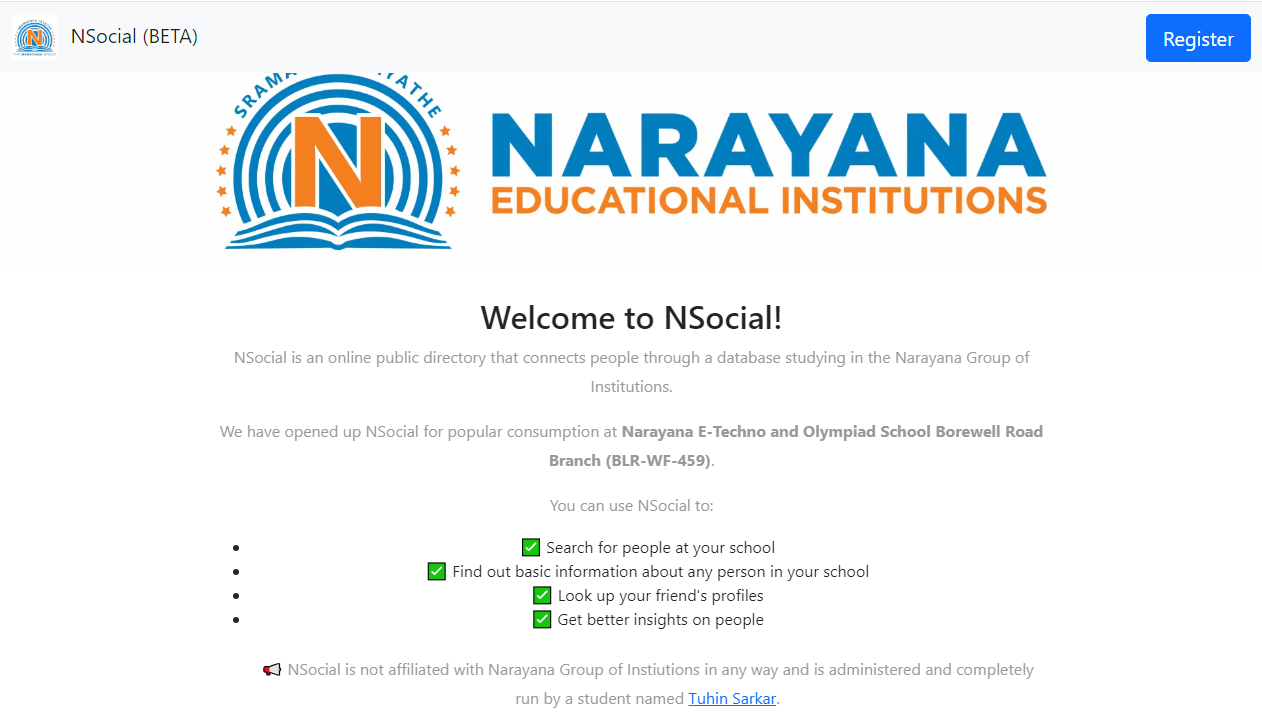 NSocial (BETA)
Register
N
NARAYANA
EDUCATIONAL INSTITUTIONS
Welcome to NSocial!
NSocial is an online public directory that connects people through a database studying in the Narayana Group of
Institutions.
We have opened up NSocial for popular consumption at Narayana E-Techno and Olympiad School Borewell Road
Branch (BLR-WF-459).
You can use NSocial to:
✅ Search for people at your school
✅ Find out basic information about any person in your school
✅ Look up your friend's profiles
✅ Get better insights on people
📢 NSocial is not affiliated with Narayana Group of Instiutions in any way and is administered and completely
run by a student named Tuhin Sarkar.